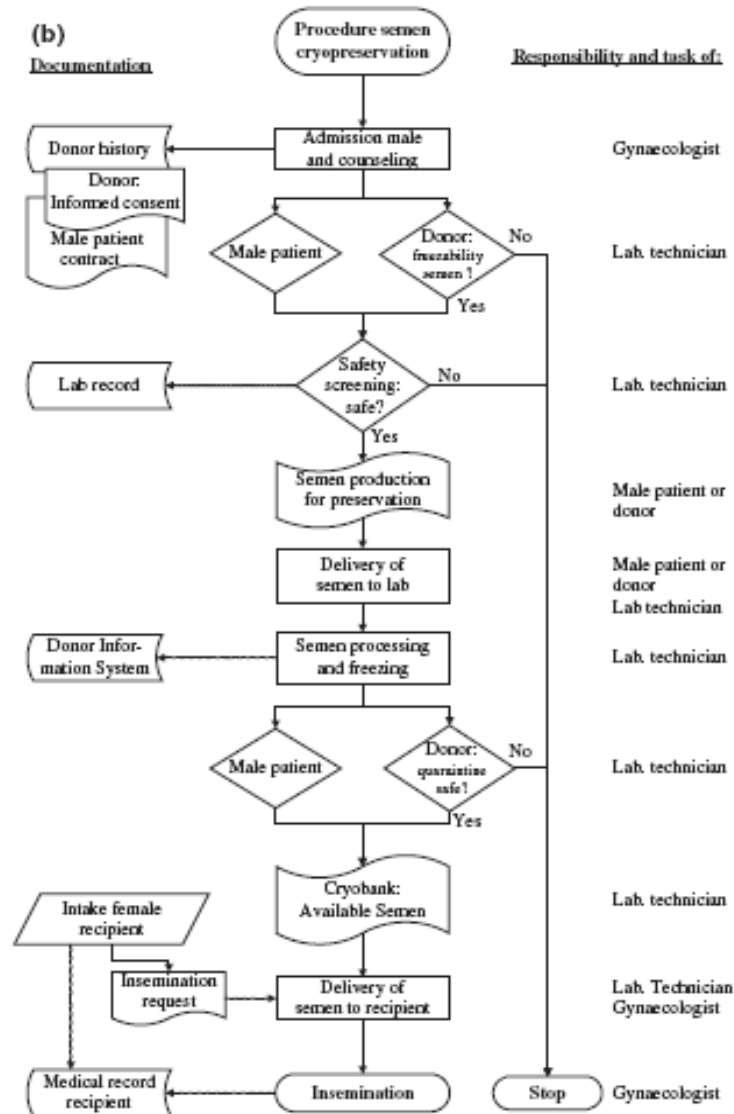 (b)
Procedure semen
cryopreservation
Documentation
Responsibility and task of:
Donor history
Admission male
and counseling
Gynaecologist
Donor:
Informed consent
Male patient
contract
Male patient
Donor:
freezability
semen ?
No
Lab. technician
Yes
Lab record
Safety
screening:
safe?
No
Lab. technician
Yes
Semen production
for preservation
Male patient or
donor
Delivery of
semen to lab
Male patient or
donor
Lab technician
Donor Infor-
mation System
Semen processing
and freezing
Lab. technician
Male patient
Donor:
quarantine
safe?
No
Lab. technician
Yes
Cryobank:
Available Semen
Lab. technician
Intake female
recipient
Insemination
request
Delivery of
semen to recipient
Lab. Technician
Gynaecologist
Medical record
recipient
Insemination
Stop
Gynaecologist